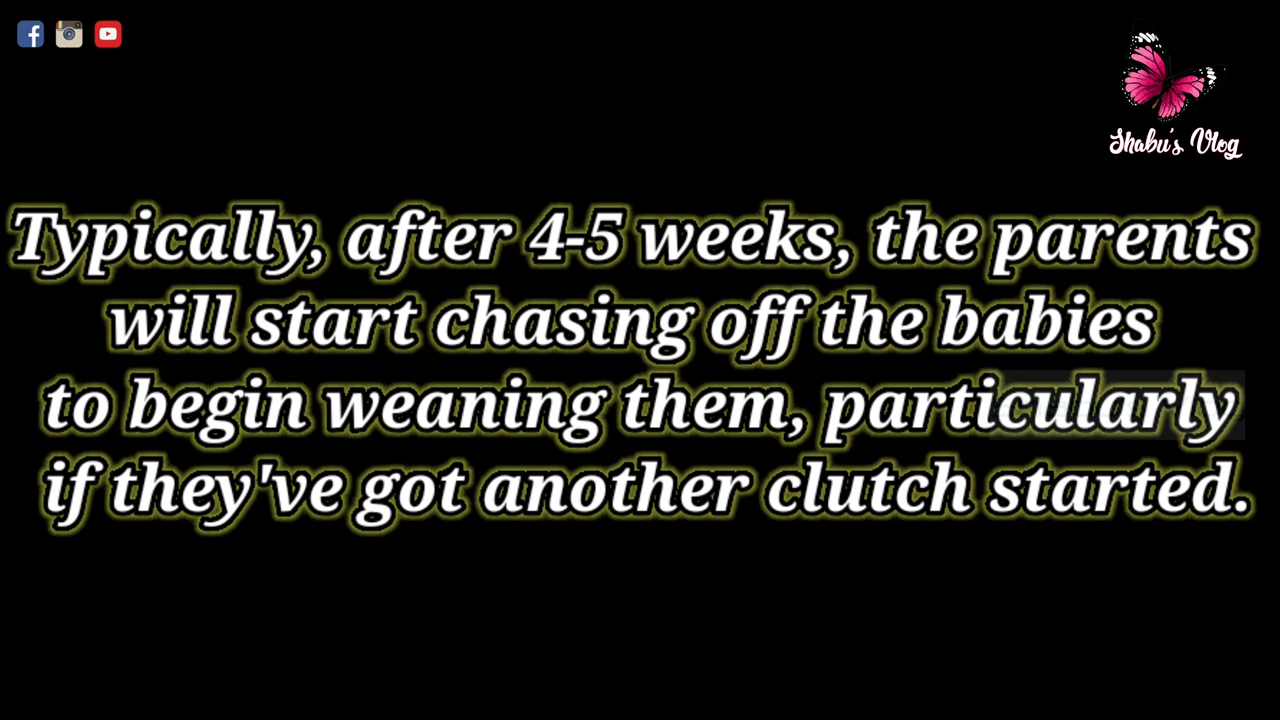 Shabu's Vlog
Typically, after 4-5 weeks, the parents
will start chasing off the babies
to begin weaning them, particularly
if they've got another clutch started.